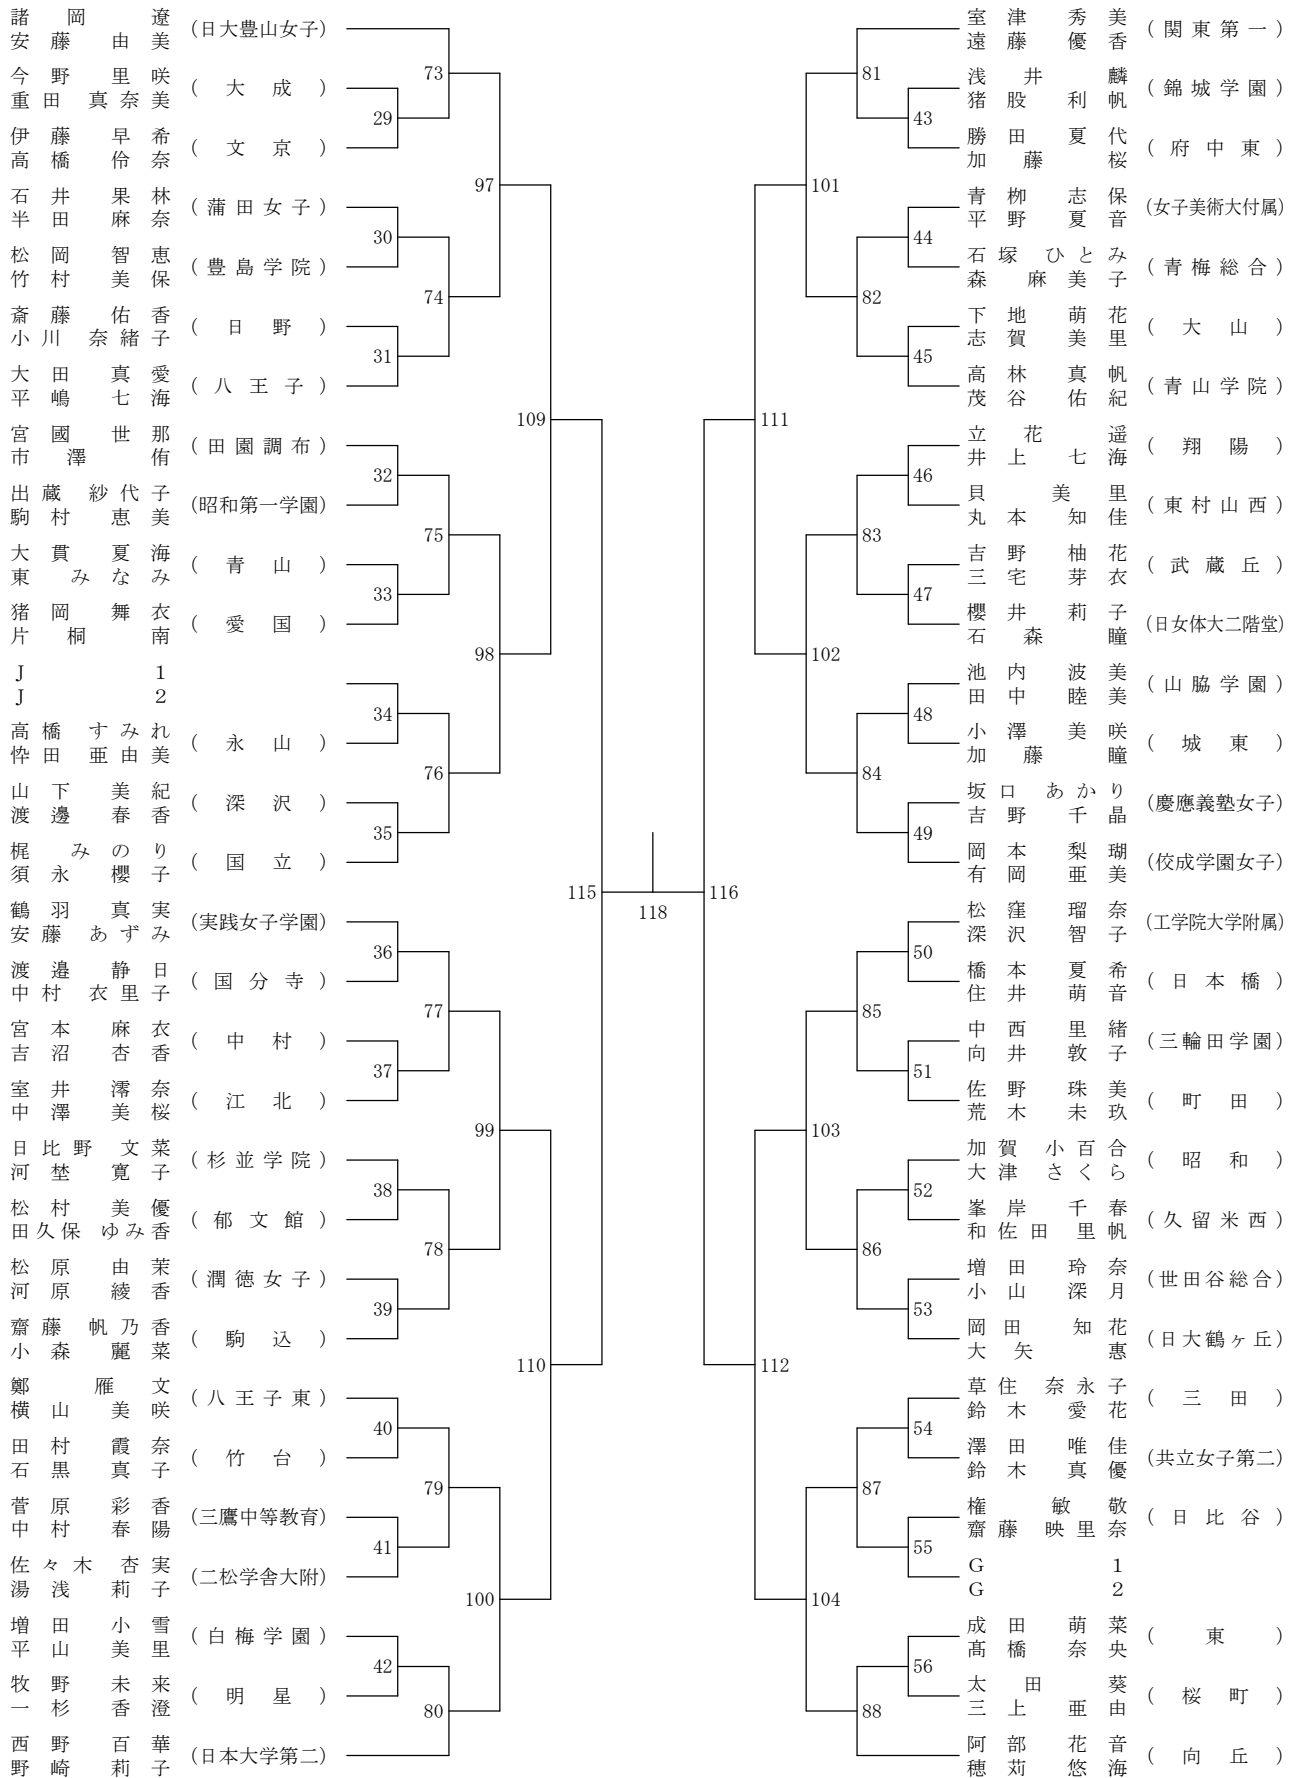 諸岡遼
安藤由美 (日大豊山女子)
今野里咲
重田真奈美 (大成)
伊藤早希
高橋伶奈 (文京)
石井果林
半田麻奈 (蒲田女子)
松岡智恵
竹村美保 (豊島学院)
斎藤佑香
小川奈緒子 (日野)
大田真愛
平嶋七海 (八王子)
宮國世那
市澤侑 (田園調布)
出蔵紗代子
駒村恵美 (昭和第一学園)
大貫夏海
東みなみ (青山)
猪岡舞衣
片桐南 (愛国)
J 1
J 2
高橋すみれ
忰田亜由美 (永山)
山下美紀
渡邊春香 (深沢)
梶みのり
須永櫻子 (国立)
鶴羽真実
安藤あずみ (実践女子学園)
渡邉静日
中村衣里子 (国分寺)
宮本麻衣
吉沼杏香 (中村)
室井澪奈
中澤美桜 (江北)
日比野文菜
河埜寛子 (杉並学院)
松村美優
田久保ゆみ香 (郁文館)
松原由茉
河原綾香 (潤徳女子)
齋藤帆乃香
小森麗菜 (駒込)
鄭雁文
横山美咲 (八王子東)
田村霞奈
石黒真子 (竹台)
菅原彩香
中村春陽 (三鷹中等教育)
佐々木杏実
湯浅莉子 (二松学舎大附)
増田小雪
平山美里 (白梅学園)
牧野未来
一杉香澄 (明星)
西野百華
野崎莉子 (日本大学第二)
29
30
31
32
33
34
35
36
37
38
39
40
41
42
73
74
75
76
77
78
79
80
97
98
99
100
109
110
115
118
116
111
112
101
102
103
104
81
82
83
84
85
86
87
88
43
44
45
46
47
48
49
50
51
52
53
54
55
56
室津秀美
遠藤優香 (関東第一)
浅井麟
猪股利帆 (錦城学園)
勝田夏代
加藤桜 (府中東)
青栁志保
平野夏音 (女子美術大付属)
石塚ひとみ
森麻美子 (青梅総合)
下地萌花
志賀美里 (大山)
高林真帆
茂谷佑紀 (青山学院)
立花遥
井上七海 (翔陽)
貝美里
丸本知佳 (東村山西)
吉野柚花
三宅芽衣 (武蔵丘)
櫻井莉子
石森瞳 (日女体大二階堂)
池内波美
田中睦美 (山脇学園)
小澤美咲
加藤瞳 (城東)
坂口あかり
吉野千晶 (慶應義塾女子)
岡本梨瑚
有岡亜美 (佼成学園女子)
松窪瑠奈
深沢智子 (工学院大学附属)
橋本夏希
住井萌音 (日本橋)
中西里緒
向井敦子 (三輪田学園)
佐野珠美
荒木未玖 (町田)
加賀小百合
大津さくら (昭和)
峯岸千春
和佐田里帆 (久留米西)
増田玲奈
小山深月 (世田谷総合)
岡田知花
大矢惠 (日大鶴ヶ丘)
草住奈永子
鈴木愛花 (三田)
澤田唯佳
鈴木真優 (共立女子第二)
権敏敬
齋藤映里奈 (日比谷)
G 1
G 2
成田萌菜
髙橋奈央 (東)
太田葵
三上亜由 (桜町)
阿部花音
穂苅悠海 (向丘)